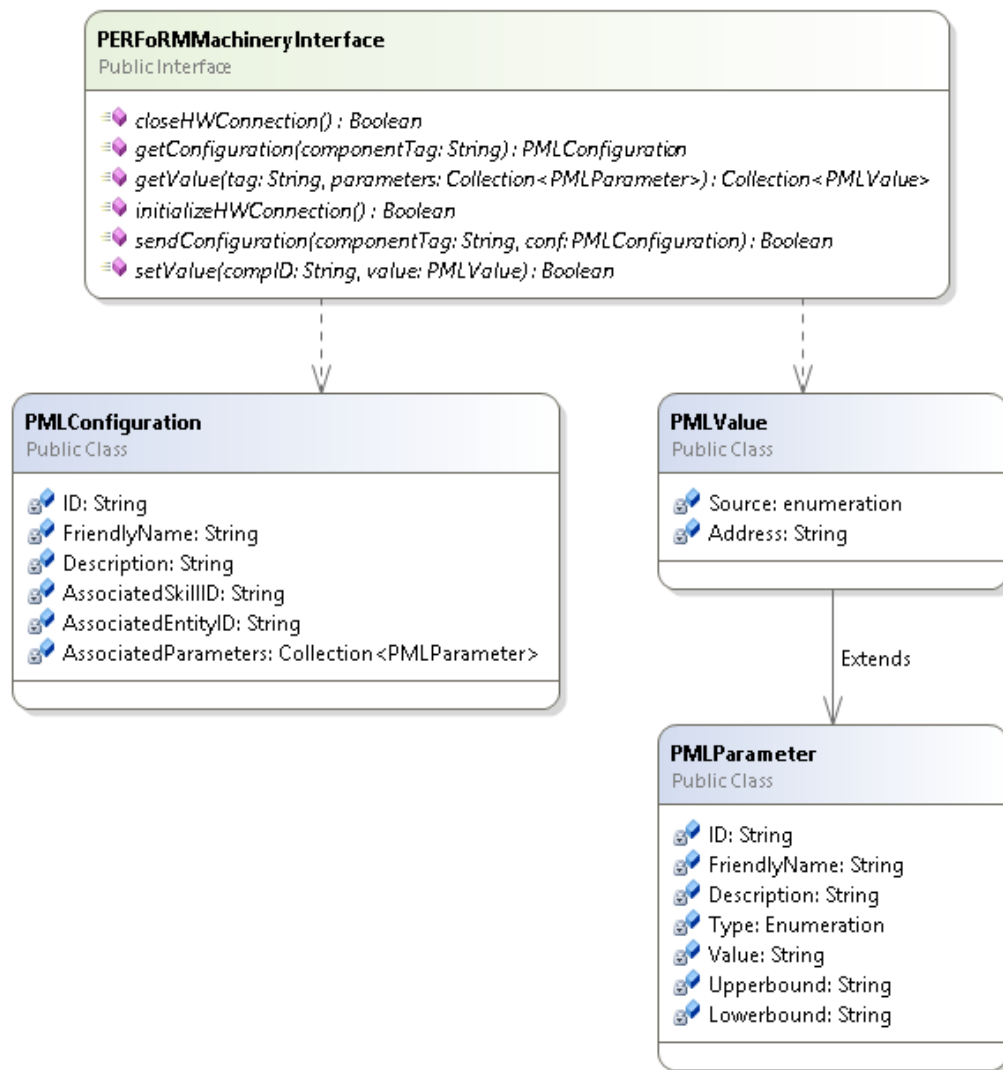 PERFoRMMachineryInterface
Public Interface
closeHWConnection() : Boolean
getConfiguration(componentTag: String) : PMLConfiguration
getValue(tag: String, parameters: Collection<PMLParameter>) : Collection<PMLValue>
initializeHWConnection() : Boolean
sendConfiguration(componentTag: String, conf: PMLConfiguration) : Boolean
setValue(compID: String, value: PMLValue) : Boolean
PMLConfiguration
Public Class
ID: String
FriendlyName: String
Description: String
AssociatedSkillID: String
AssociatedEntityID: String
AssociatedParameters: Collection<PMLParameter>
PMLValue
Public Class
Source: enumeration
Address: String
Extends
PMLParameter
Public Class
ID: String
FriendlyName: String
Description: String
Type: Enumeration
Value: String
Upperbound: String
Lowerbound: String